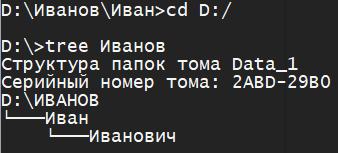 D:\Иванов\Иван>cd D:/
D:\>tree Иванов
Структура папок тома Data_1
Серийный номер тома: 2ABD-29B0
D:\ИВАНОВ
└───Иван
    └───Иванович